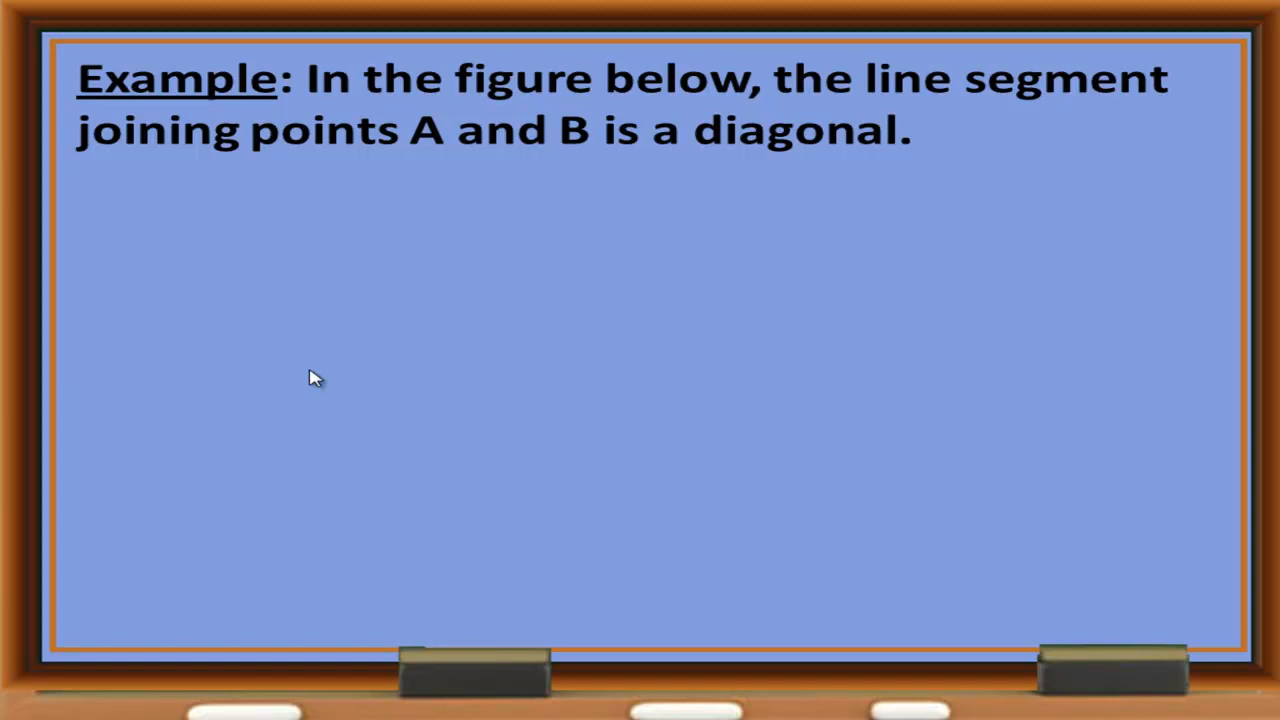 Example: In the figure below, the line segment
joining points A and B is a diagonal.